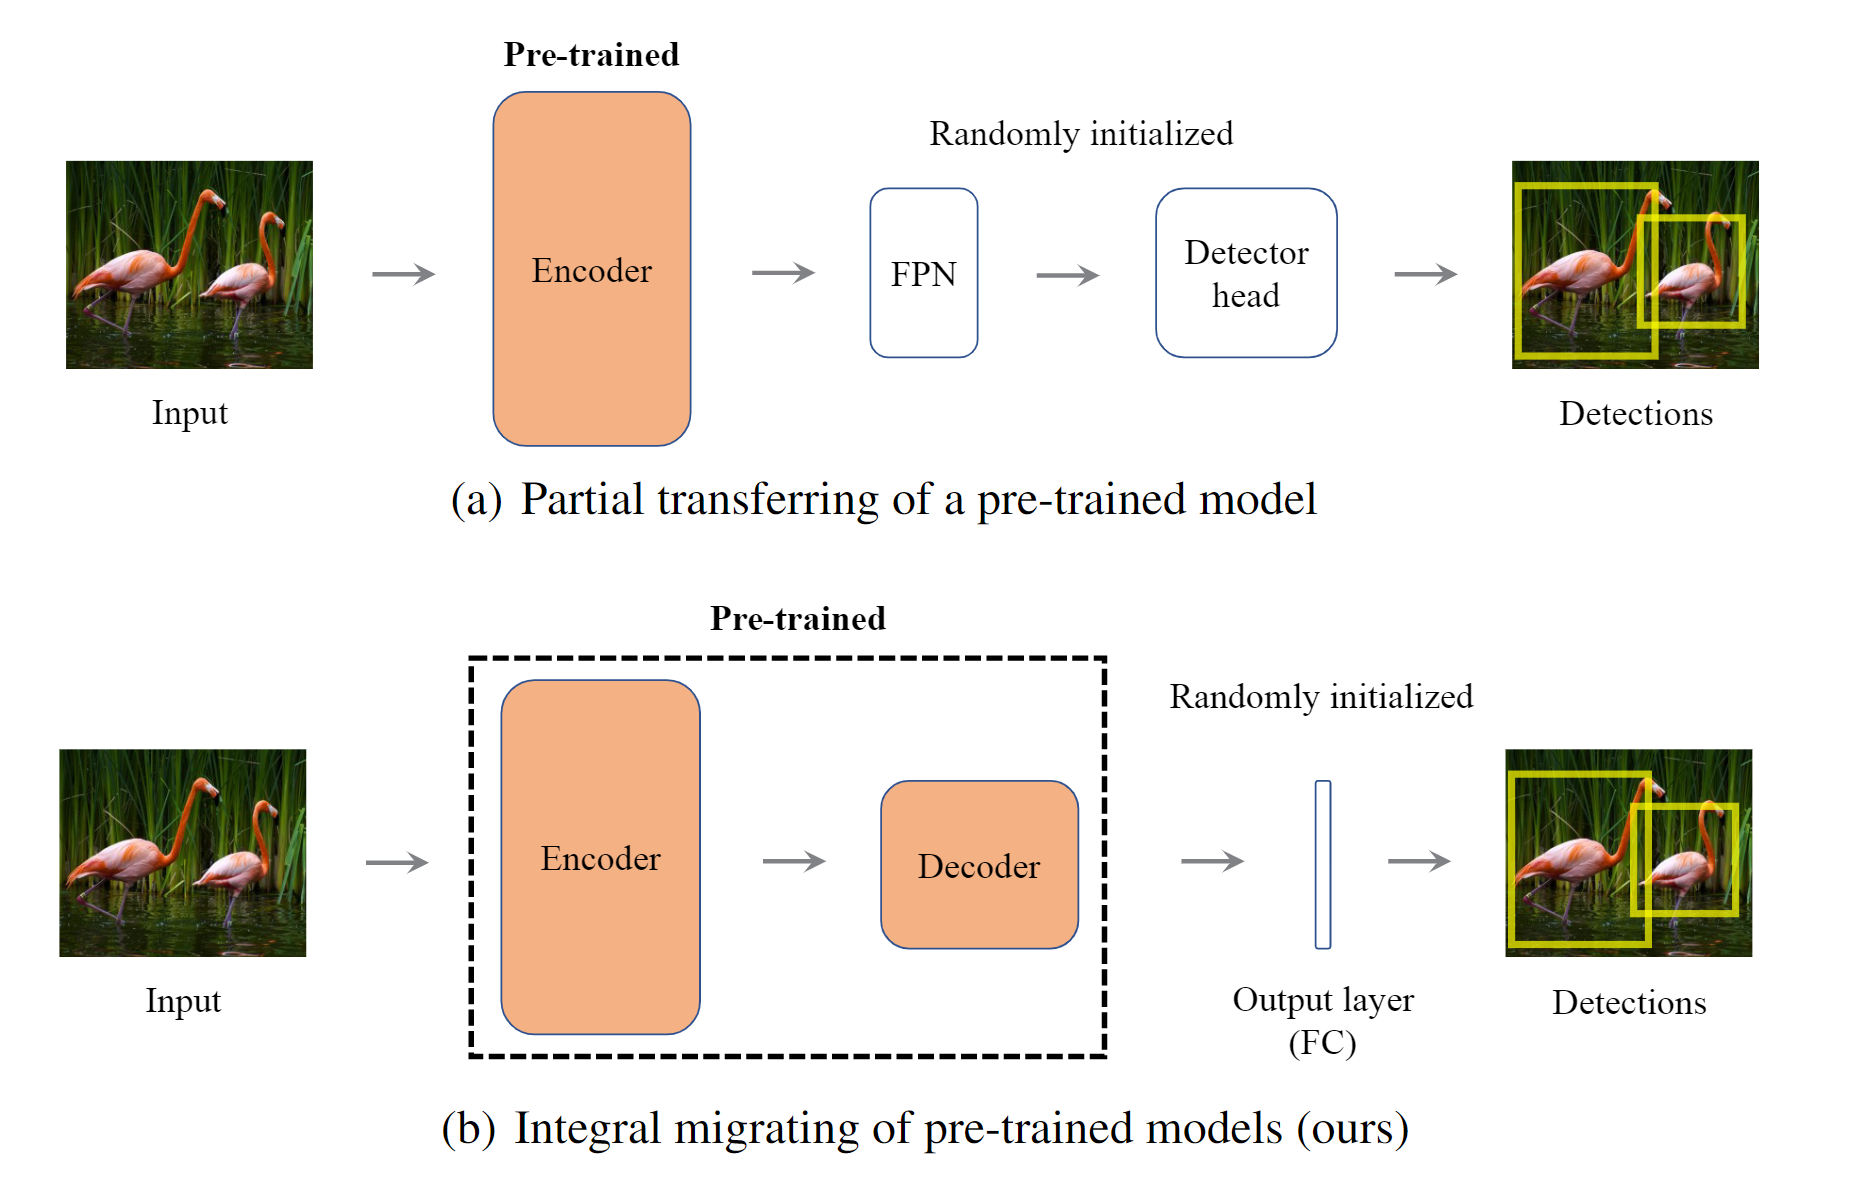 Pre-trained
Randomly initialized
Encoder
FPN
Detector
head
Input
Detections
(a) Partial transferring of a pre-trained model
Pre-trained
Randomly initialized
Encoder
Decoder
Input
Output layer
(FC)
Detections
(b) Integral migrating of pre-trained models (ours)